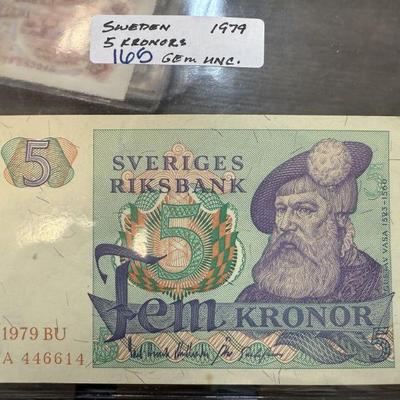 SWEDEN 1979
5 KRONORS
165 GEM UNC.
5
SVERIGES
RIKSBANK
5
GUSTAV VASA 1523-1560
Fem KRONOR
1979 BU
A 446614
5